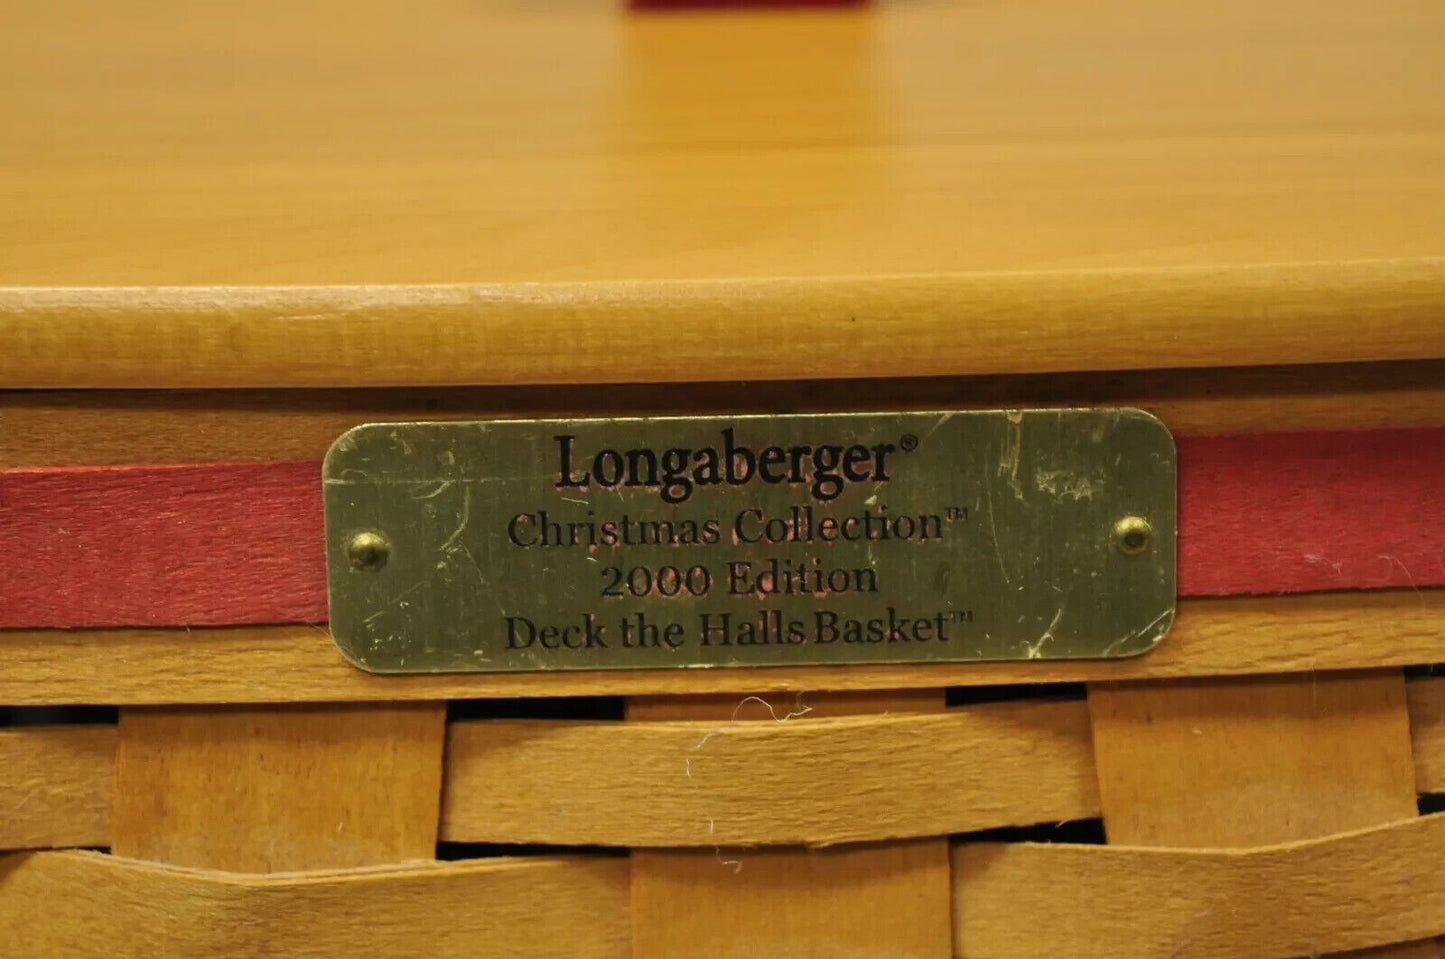 Longaberger®
Christmas Collection™
2000 Edition
Deck the Halls Basket™